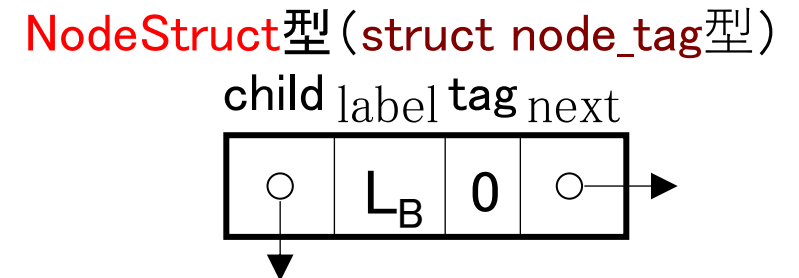 NodeStruct型(struct node_tag型)
child label tag next
L_B 0